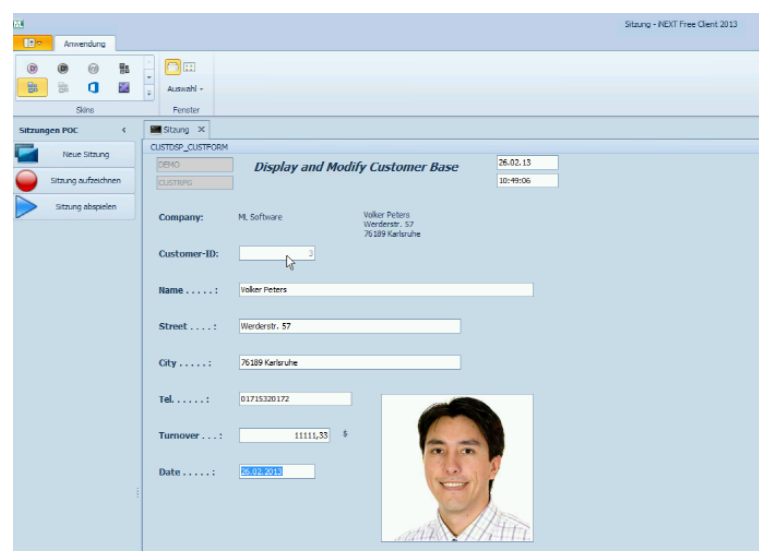 Sitzung - iNEXT Free Client 2013
Anwendung
Auswahl
Skins
Fenster
Sitzungen POC
Sitzung
Neue Sitzung
Sitzung aufzeichnen
Sitzung abspielen
CUSTDSP_CUSTFORM
DEMO
Display and Modify Customer Base
26.02.13
CUSTRPG
10:49:06
Company:
ML Software
Volker Peters
Werderstr. 57
76189 Karlsruhe
Customer-ID:
3
Name . . . . . :
Volker Peters
Street . . . . :
Werderstr. 57
City . . . . . :
76189 Karlsruhe
Tel. . . . . . :
01715320172
Turnover . . . :
11111,33
$
Date . . . . . :
26.02.2013